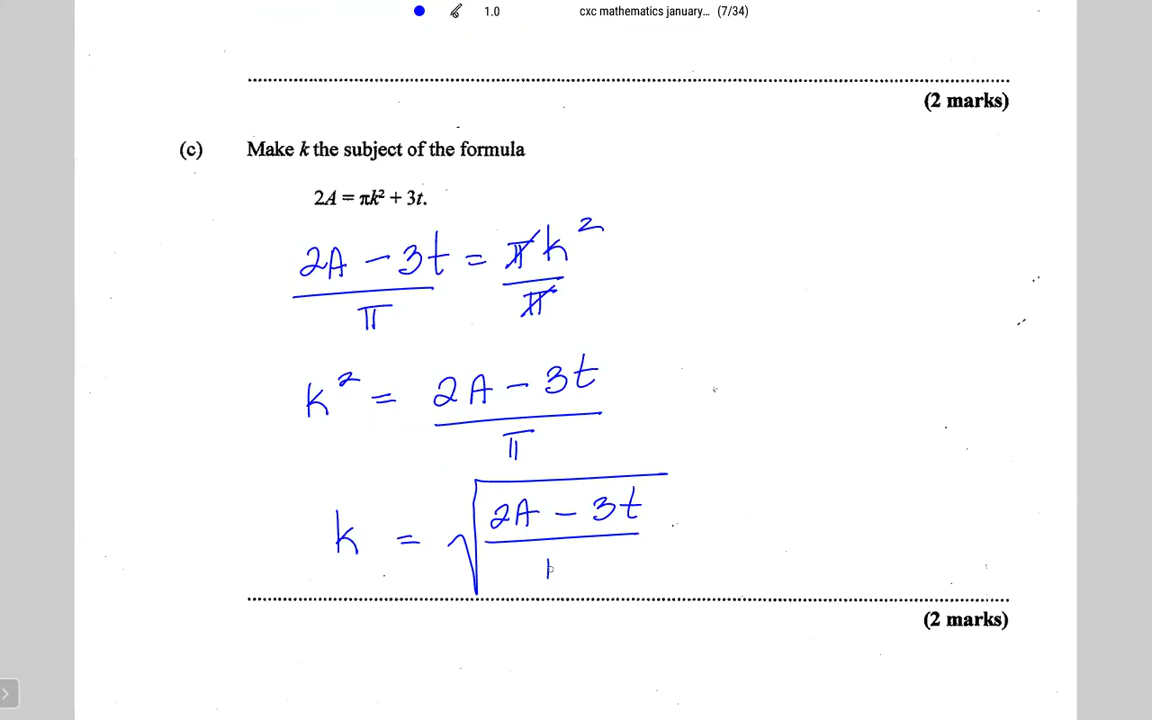 1.0 cxc mathematics january... (7/34)
(2 marks)
(c) Make k the subject of the formula
2A = πk² + 3t.
2A - 3t = πk²
π π
k² = 2A - 3t
π
k = √2A - 3t
(2 marks)